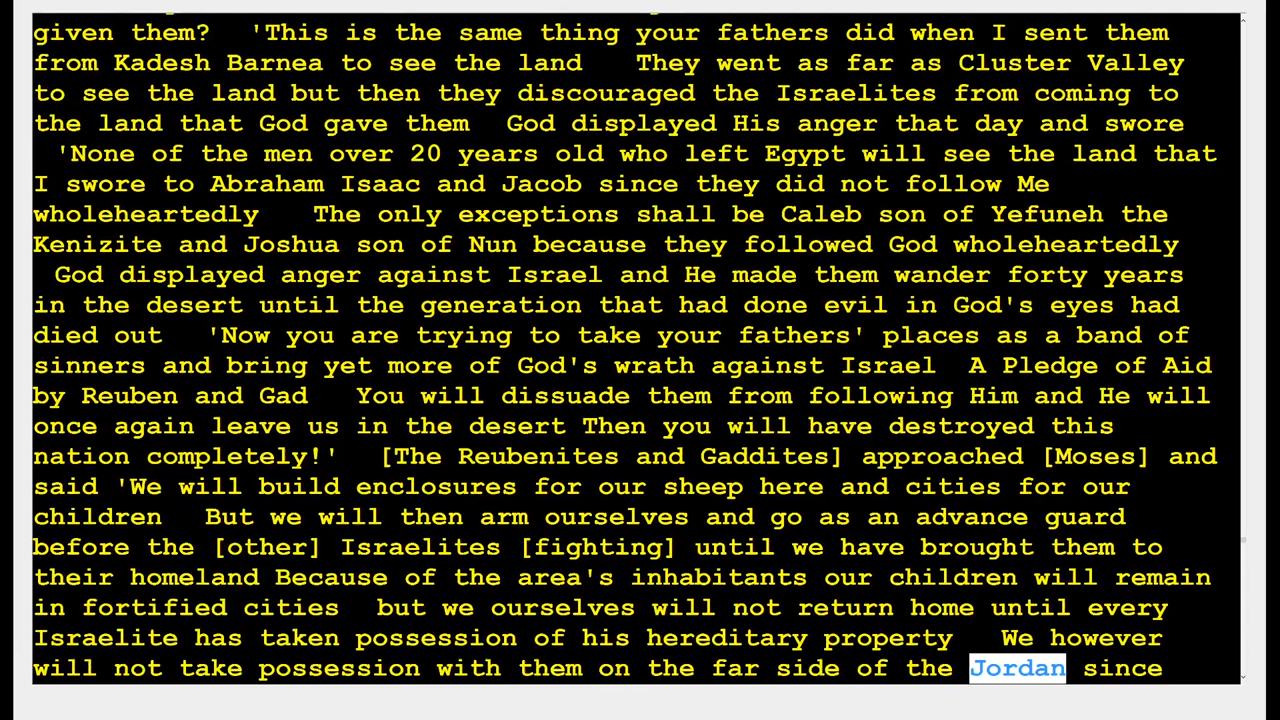 given them? 'This is the same thing your fathers did when I sent them
from Kadesh Barnea to see the land They went as far as Cluster Valley
to see the land but then they discouraged the Israelites from coming to
the land that God gave them God displayed His anger that day and swore
'None of the men over 20 years old who left Egypt will see the land that
I swore to Abraham Isaac and Jacob since they did not follow Me
wholeheartedly The only exceptions shall be Caleb son of Yefuneh the
Kenizite and Joshua son of Nun because they followed God wholeheartedly
God displayed anger against Israel and He made them wander forty years
in the desert until the generation that had done evil in God's eyes had
died out 'Now you are trying to take your fathers' places as a band of
sinners and bring yet more of God's wrath against Israel A Pledge of Aid
by Reuben and Gad You will dissuade them from following Him and He will
once again leave us in the desert Then you will have destroyed this
nation completely!' [The Reubenites and Gaddites] approached [Moses] and
said 'We will build enclosures for our sheep here and cities for our
children But we will then arm ourselves and go as an advance guard
before the [other] Israelites [fighting] until we have brought them to
their homeland Because of the area's inhabitants our children will remain
in fortified cities but we ourselves will not return home until every
Israelite has taken possession of his hereditary property We however
will not take possession with them on the far side of the Jordan since